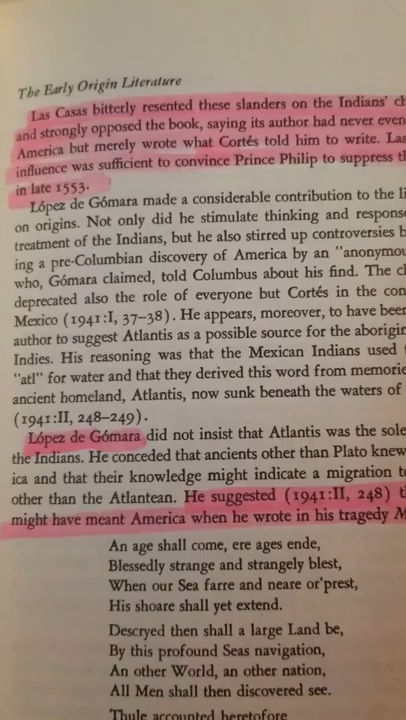 The Early Origin Literature
Las Casas bitterly resented these slanders on the Indians'
and strongly opposed the book, saying its author had never even
America but merely wrote what Cortés told him to write. Las
influence was sufficient to convince Prince Philip to suppress
in late 1553.
López de Gómara made a considerable contribution to the
on origins. Not only did he stimulate thinking and
treatment of the Indians, but he also stirred up controversies
ing a pre-Columbian discovery of America by an
who, Gómara claimed, told Columbus about his find. The
deprecated also the role of everyone but Cortés in the
Mexico (1941:I, 37–38). He appears, moreover, to have been
author to suggest Atlantis as a possible source for the
Indies. His reasoning was that the Mexican Indians used
"atl" for water and that they derived this word from
ancient homeland, Atlantis, now sunk beneath the waters of
(1941:II, 248–249).
López de Gómara did not insist that Atlantis was the sole
the Indians. He conceded that ancients other than Plato knew
ica and that their knowledge might indicate a migration
other than the Atlantean. He suggested (1941:II, 248)
might have meant America when he wrote in his tragedy
An age shall come, ere ages ende,
Blessedly strange and strangely blest,
When our Sea farre and neare or'prest,
His shoare shall yet extend.
Descryed then shall a large Land be,
By this profound Seas navigation,
An other World, an other nation,
All Men shall then discovered see.
Thule accounted heretofore